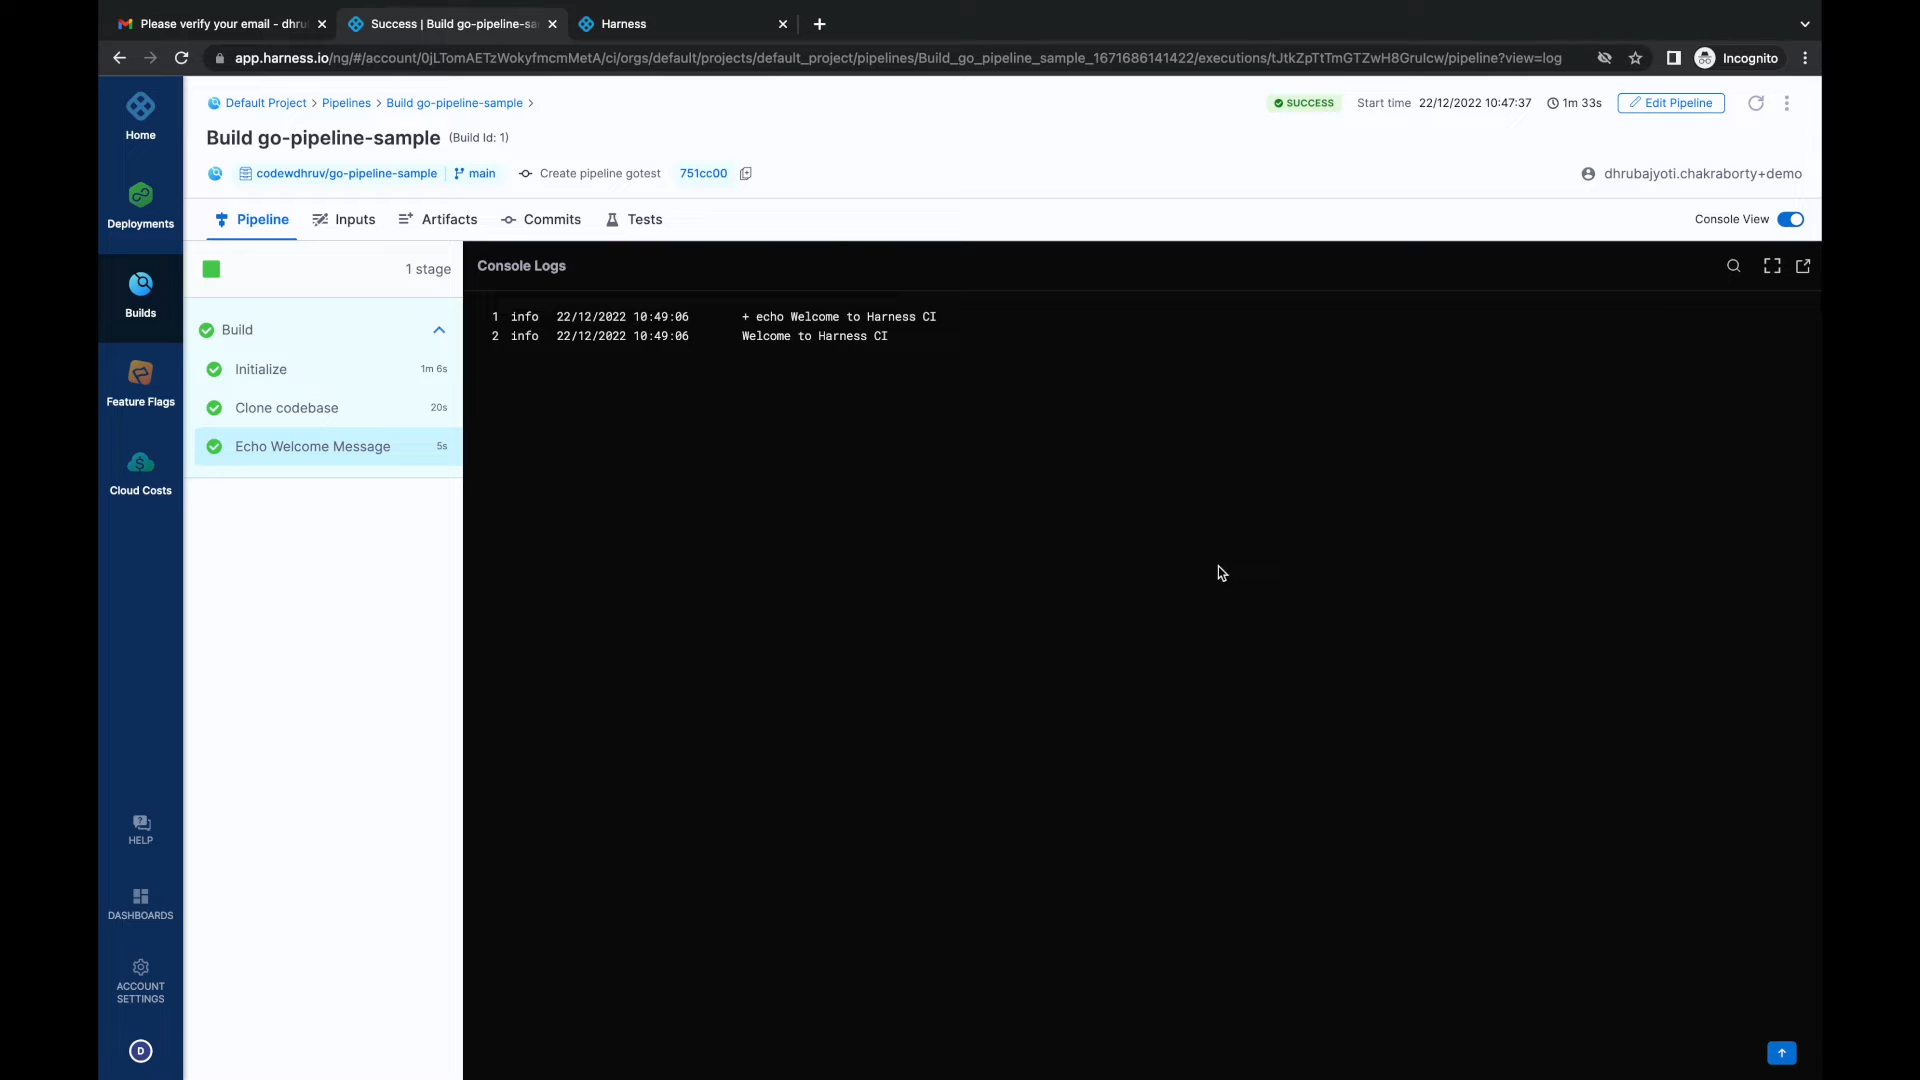 Please verify your email - dhru
Success | Build go-pipeline-sa
Harness
app.harness.io/ng/#/account/0jLTomAETzWokyfmcmMetA/ci/orgs/default/projects/default_project/pipelines/Build_go_pipeline_sample_1671686141422/executions/tJtkZpTtTmGTZwH8Grulcw/pipeline?view=log
Incognito
Home
Deployments
Builds
Feature Flags
Cloud Costs
HELP
DASHBOARDS
ACCOUNT
SETTINGS
D
Default Project > Pipelines > Build go-pipeline-sample >
SUCCESS Start time 22/12/2022 10:47:37 1m 33s Edit Pipeline
Build go-pipeline-sample (Build Id: 1)
codewdhruv/go-pipeline-sample main Create pipeline gotest 751cc00
dhrubajyoti.chakraborty+demo
Pipeline Inputs Artifacts Commits Tests
Console View
1 stage
Build
Initialize 1m 6s
Clone codebase 20s
Echo Welcome Message 5s
Console Logs
1 info 22/12/2022 10:49:06 + echo Welcome to Harness CI
2 info 22/12/2022 10:49:06 Welcome to Harness CI